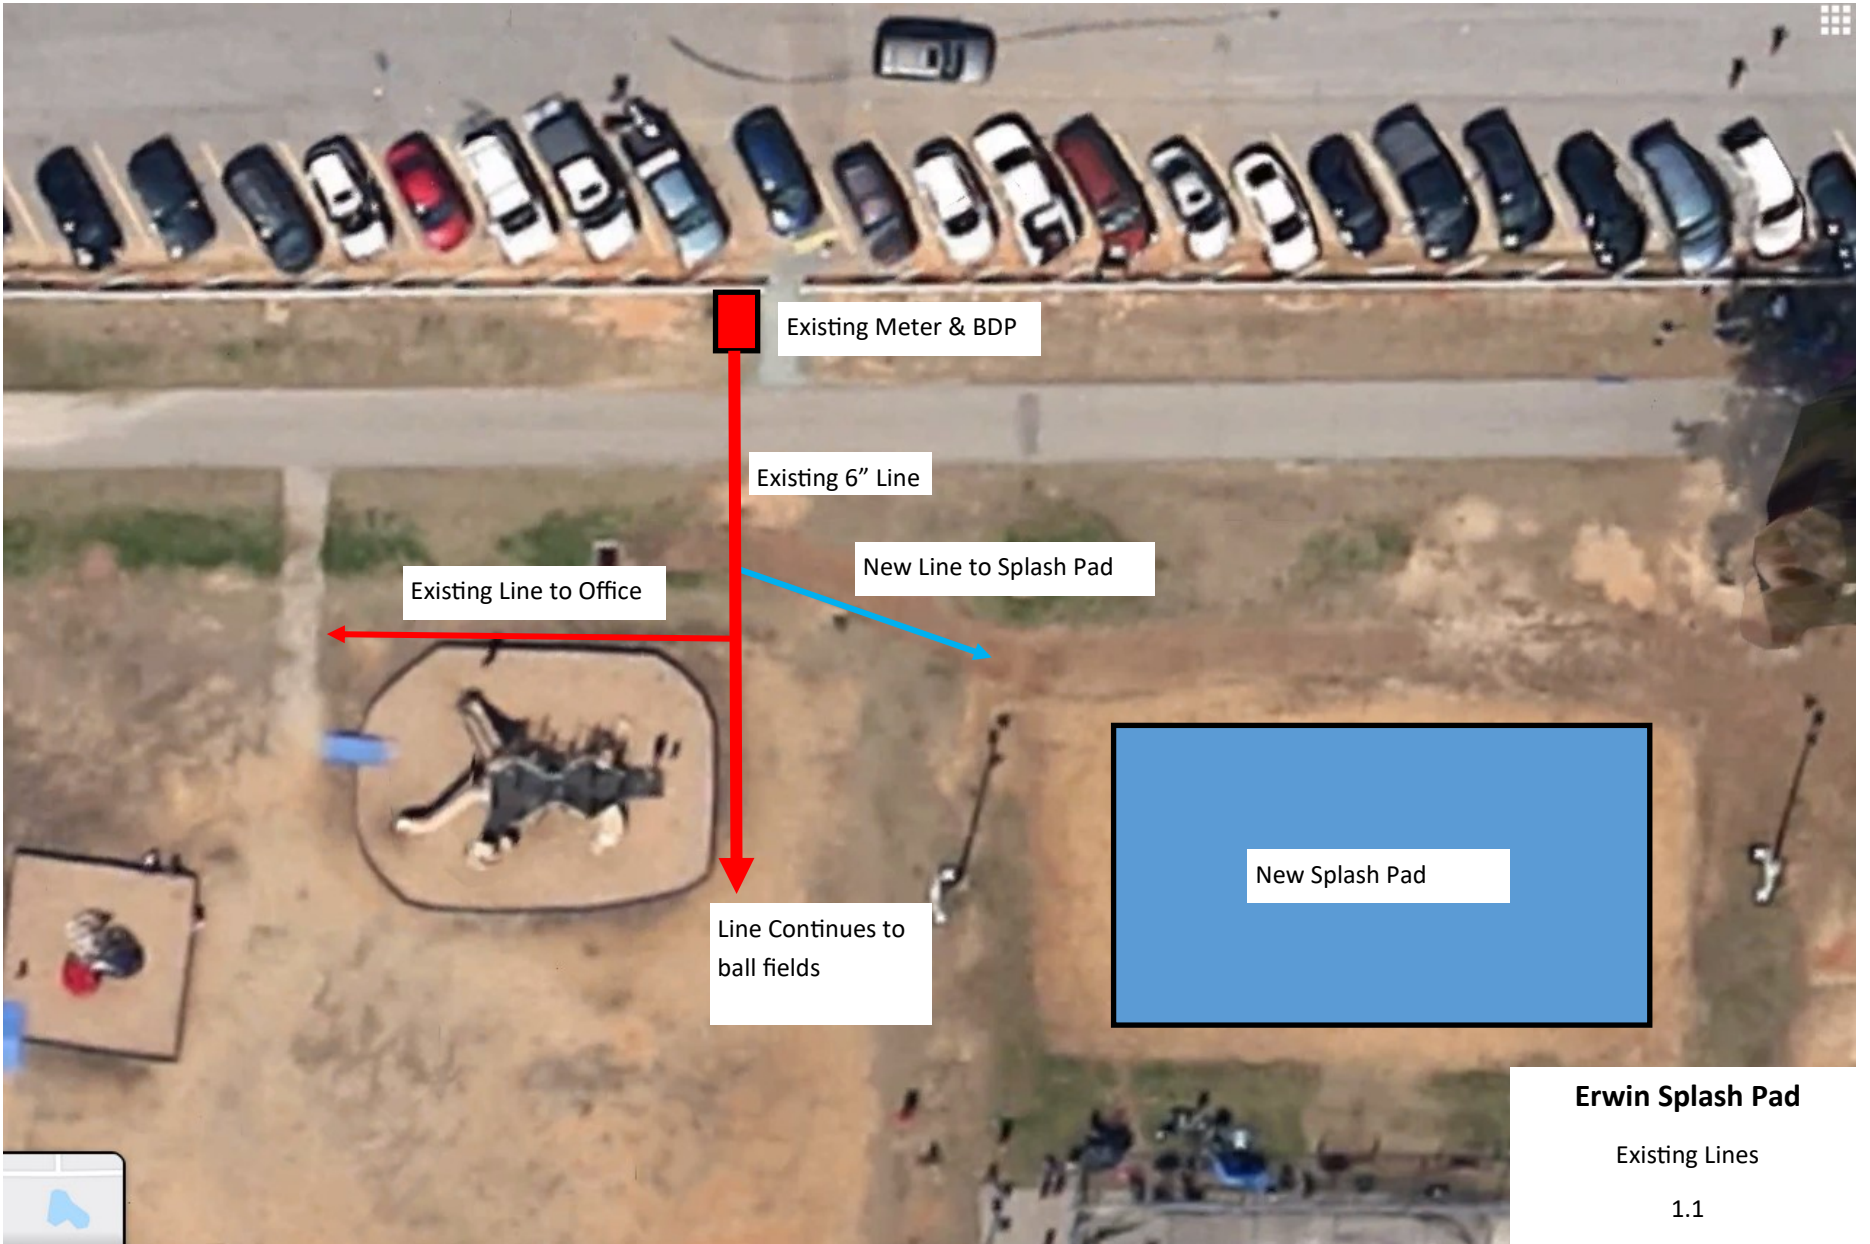 Existing Meter & BDP
Existing 6” Line
New Line to Splash Pad
Existing Line to Office
New Splash Pad
Line Continues to
ball fields
Erwin Splash Pad
Existing Lines
1.1